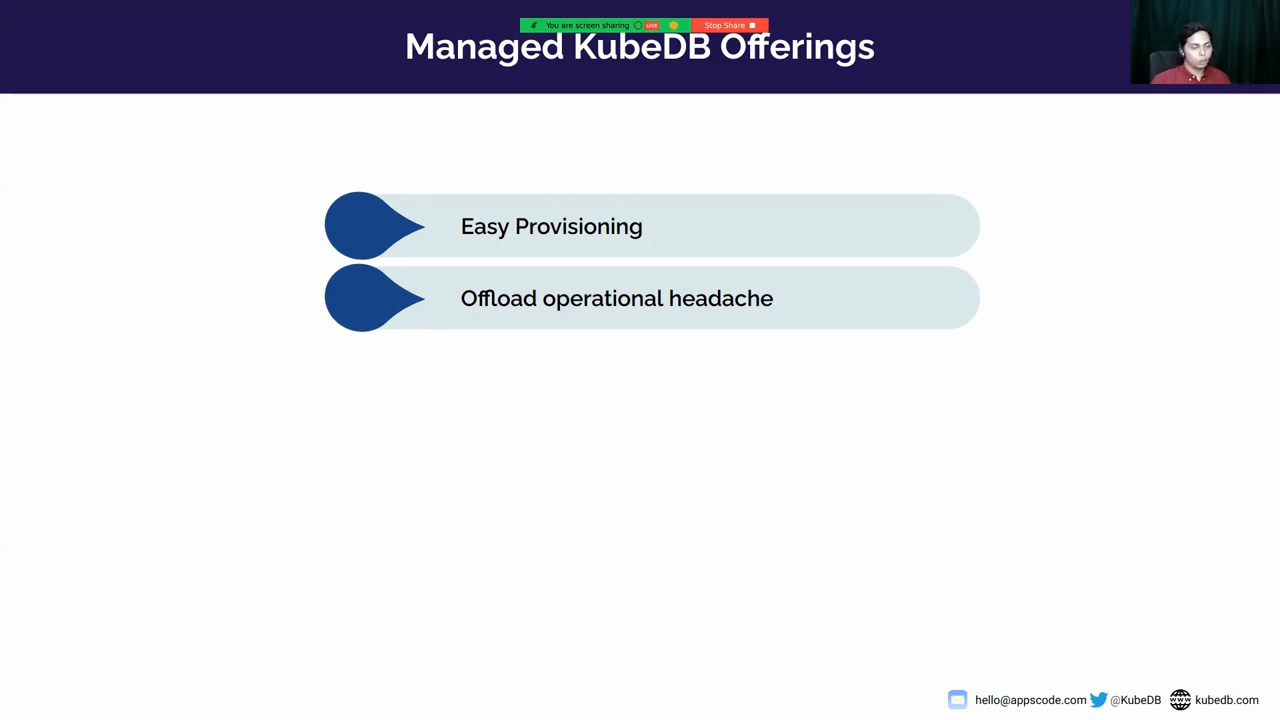 You are screen sharing LIVE Stop Share
Managed KubeDB Offerings
Easy Provisioning
Offload operational headache
hello@appscode.com @KubeDB kubedb.com